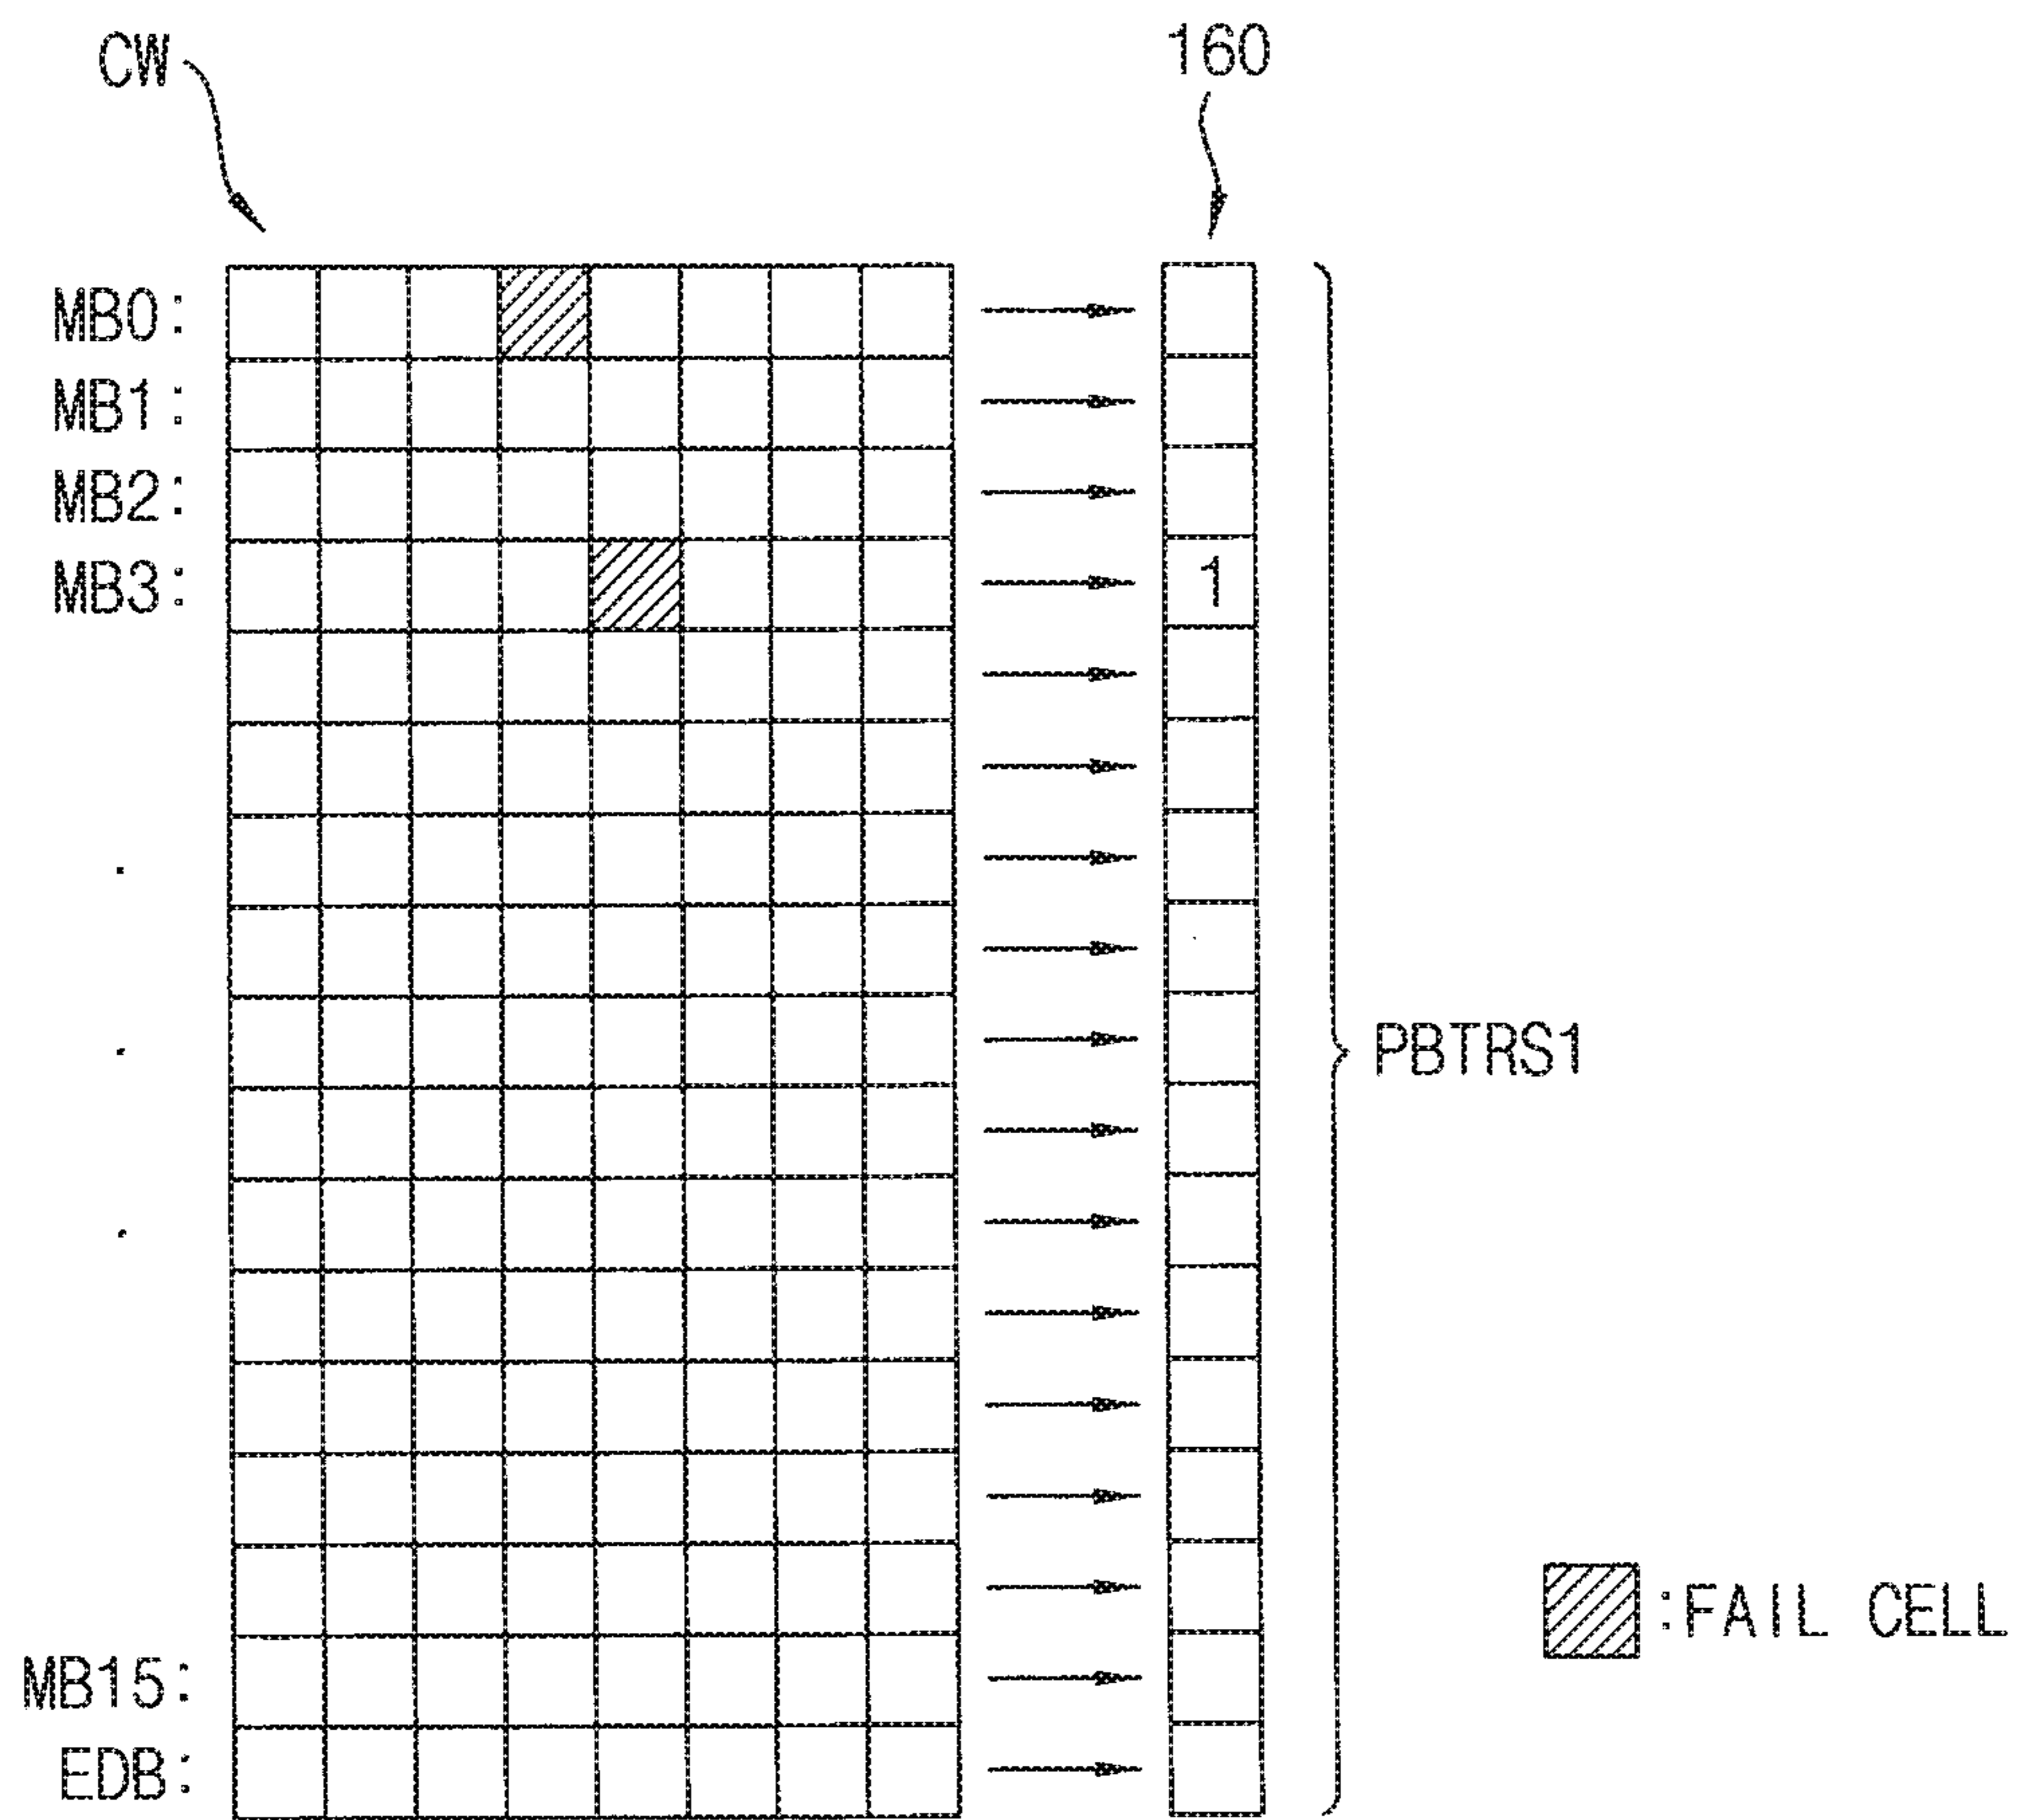 CW
160
MB0:
MB1:
MB2:
MB3:
1
PBTRS1
:FAIL CELL
MB15:
EDB: